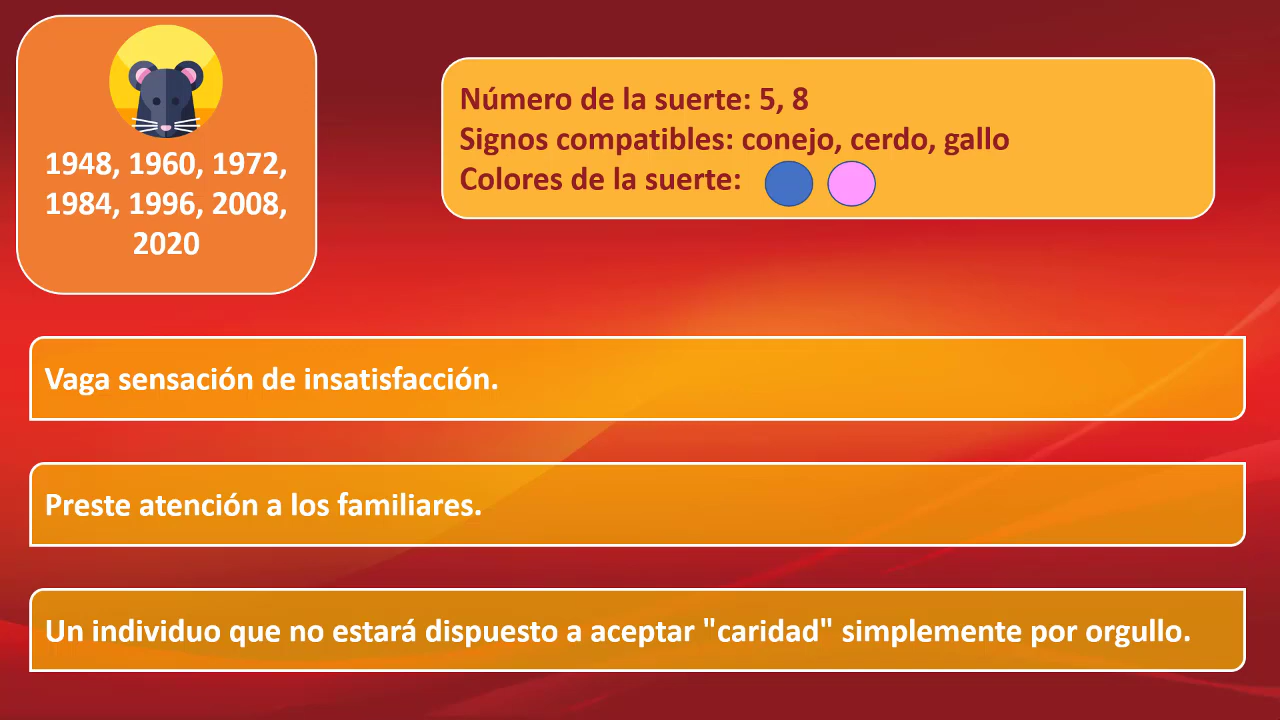 1948, 1960, 1972,
1984, 1996, 2008,
2020
Número de la suerte: 5, 8
Signos compatibles: conejo, cerdo, gallo
Colores de la suerte:
Vaga sensación de insatisfacción.
Preste atención a los familiares.
Un individuo que no estará dispuesto a aceptar "caridad" simplemente por orgullo.